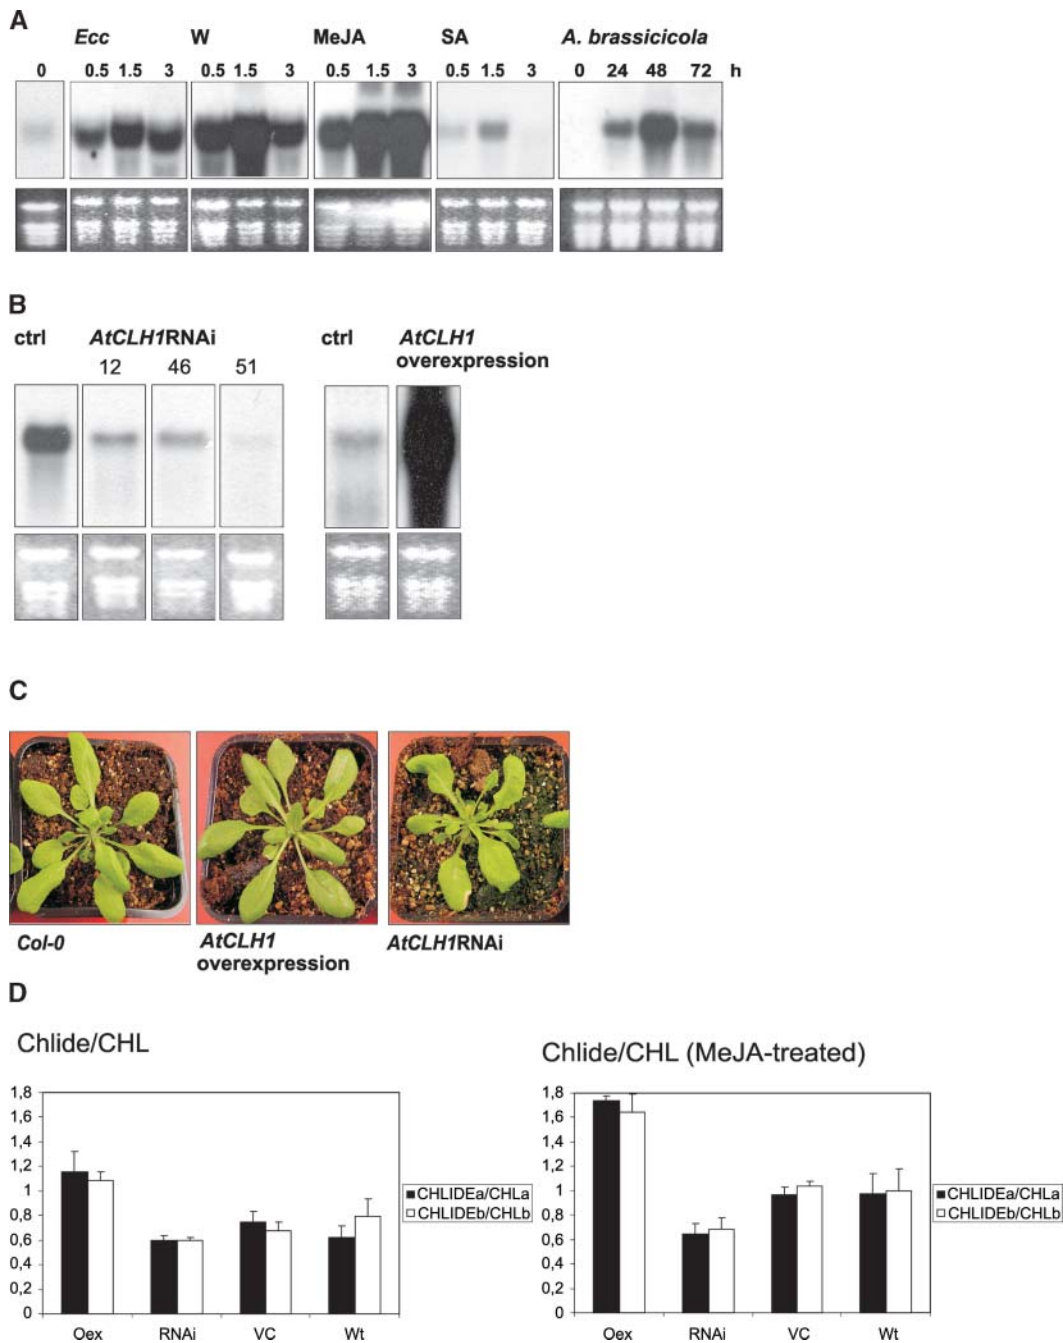 A
Ecc W MeJA SA A. brassicicola
0 0.5 1.5 3 0.5 1.5 3 0.5 1.5 3 0.5 1.5 3 0 24 48 72 h
B
ctrl AtCLH1RNAi ctrl AtCLH1
overexpression
12 46 51
C
Col-0 AtCLH1
overexpression AtCLH1RNAi
D
Chlide/CHL
1,8
1,6
1,4
1,2
1
0,8
0,6
0,4
0,2
0
Oex RNAi VC Wt
CHLIDEa/CHLa
CHLIDEb/CHLb
Chlide/CHL (MeJA-treated)
1,8
1,6
1,4
1,2
1
0,8
0,6
0,4
0,2
0
Oex RNAi VC Wt
CHLIDEa/CHLa
CHLIDEb/CHLb